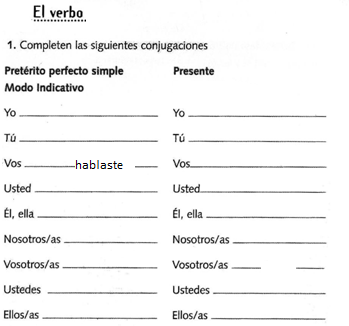 El verbo
1. Completen las siguientes conjugaciones
Pretérito perfecto simple Presente
Modo Indicativo
Yo Yo
Tú Tú
Vos hablaste Vos
Usted Usted
Él, ella Él, ella
Nosotros/as Nosotros/as
Vosotros/as Vosotros/as
Ustedes Ustedes
Ellos/as Ellos/as